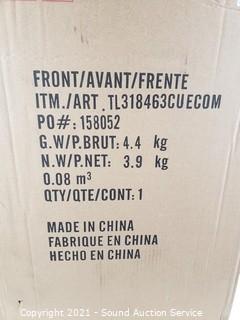 FRONT/AVANT/FRENTE
ITM./ART. TL318463CUECOM
PO#: 158052
G.W/P.BRUT: 4.4 kg
N.W/P.NET: 3.9 kg
0.08 m³
QTY/QTE/CONT: 1
MADE IN CHINA
FABRIQUE EN CHINA
HECHO EN CHINA
Copyright 2021 - Sound Auction Service